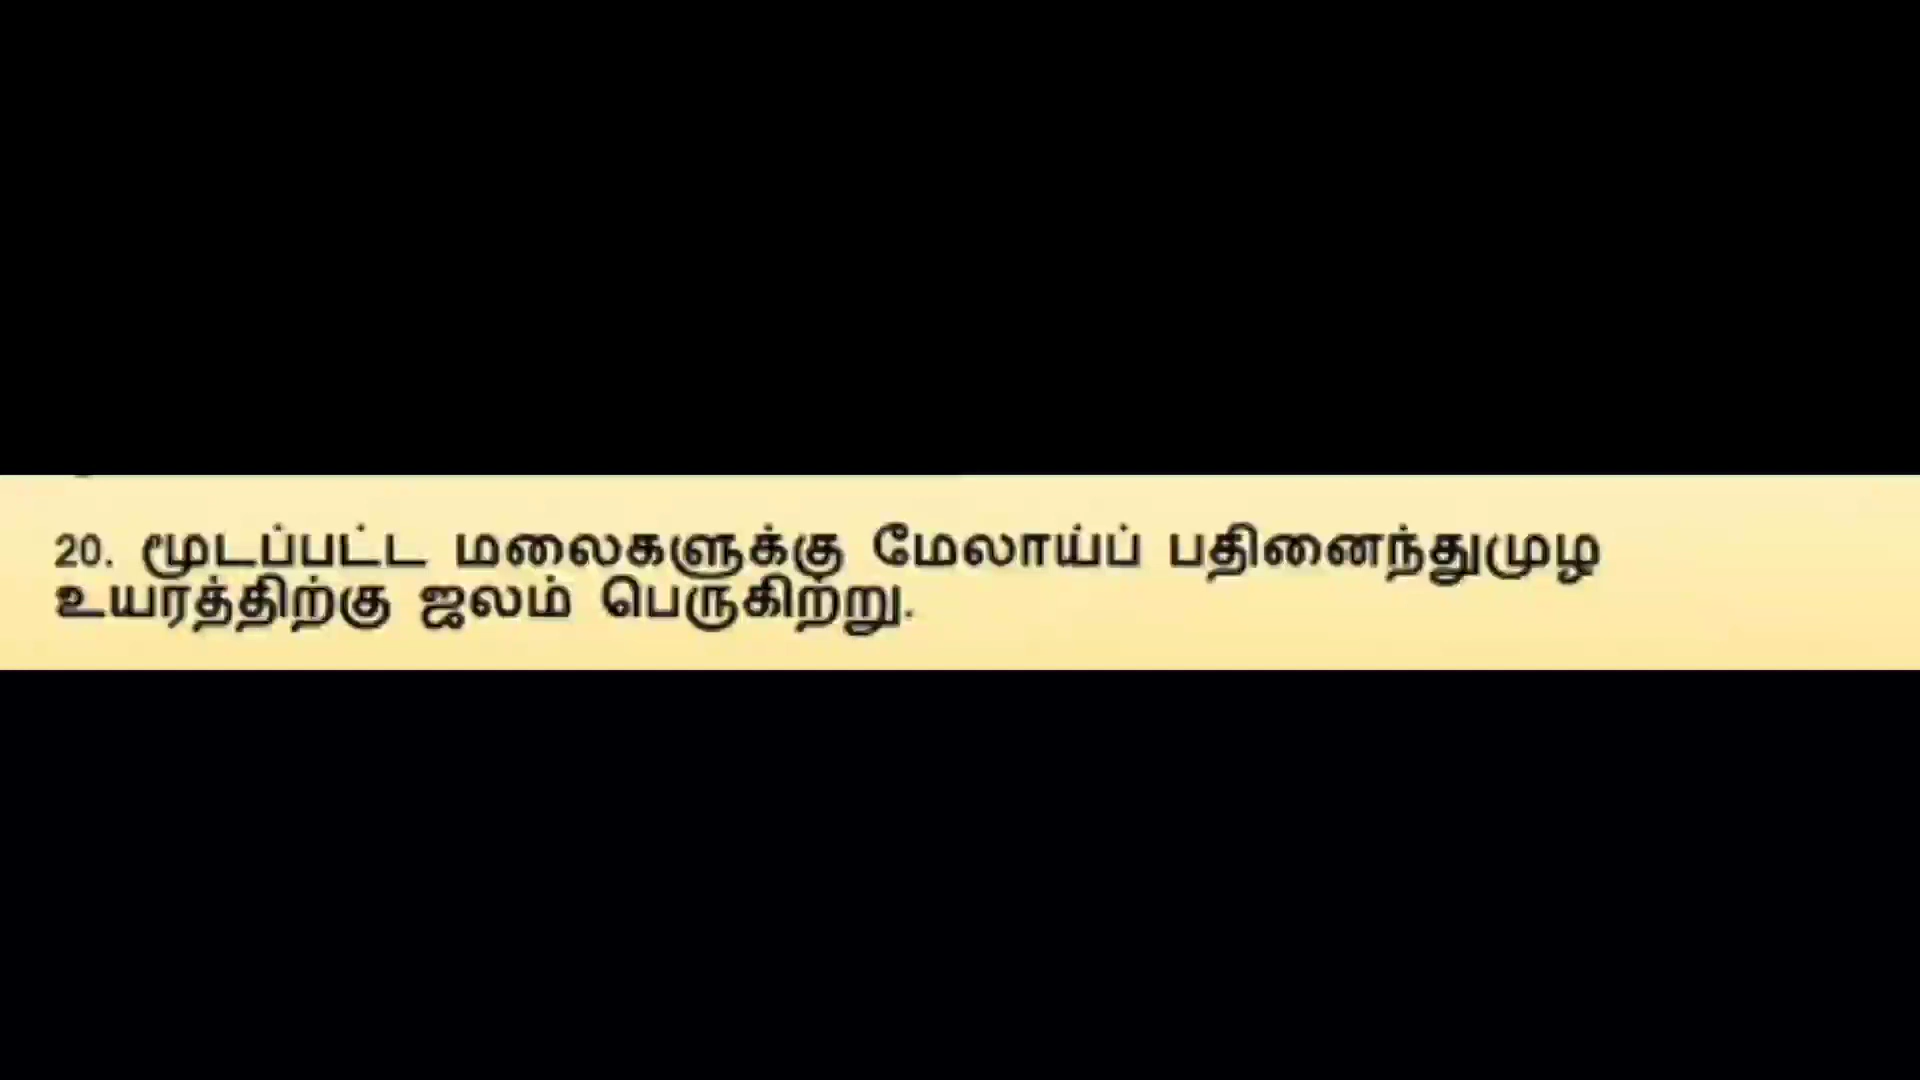 20. மூடப்பட்ட மலைகளுக்கு மேலாய்ப் பதினைந்துமுழ
உயரத்திற்கு ஜலம் பெருகிற்று.